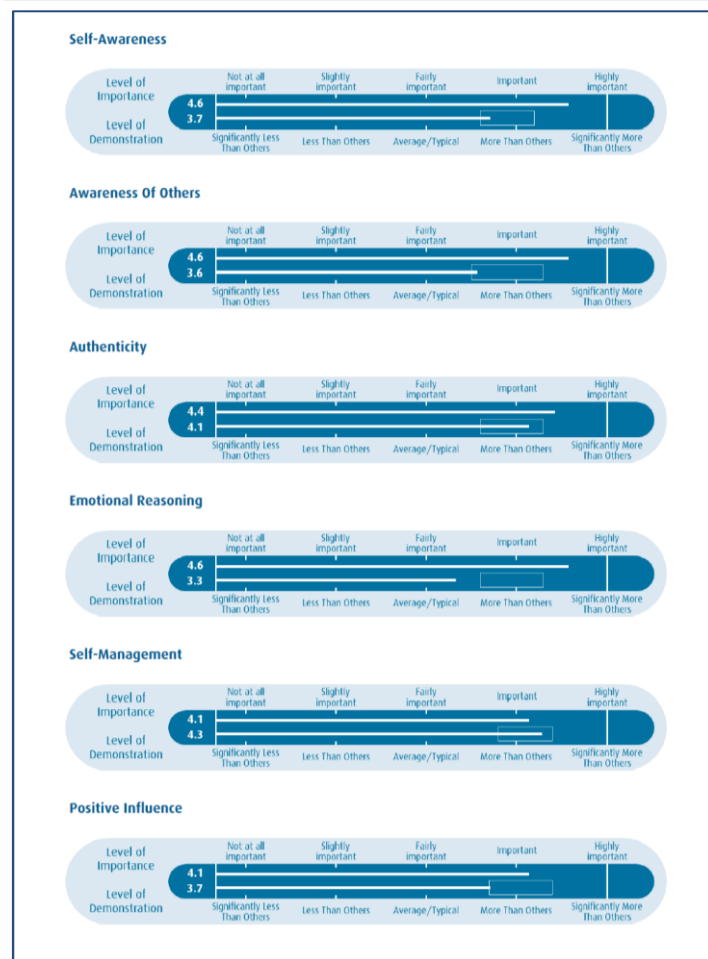 Self-Awareness
Level of Importance
Not at all important
Slightly important
Fairly important
Important
Highly important
4.6
3.7
Level of Demonstration
Significantly Less Than Others
Less Than Others
Average/Typical
More Than Others
Significantly More Than Others
Awareness Of Others
Level of Importance
Not at all important
Slightly important
Fairly important
Important
Highly important
4.6
3.6
Level of Demonstration
Significantly Less Than Others
Less Than Others
Average/Typical
More Than Others
Significantly More Than Others
Authenticity
Level of Importance
Not at all important
Slightly important
Fairly important
Important
Highly important
4.4
4.1
Level of Demonstration
Significantly Less Than Others
Less Than Others
Average/Typical
More Than Others
Significantly More Than Others
Emotional Reasoning
Level of Importance
Not at all important
Slightly important
Fairly important
Important
Highly important
4.6
3.3
Level of Demonstration
Significantly Less Than Others
Less Than Others
Average/Typical
More Than Others
Significantly More Than Others
Self-Management
Level of Importance
Not at all important
Slightly important
Fairly important
Important
Highly important
4.1
4.3
Level of Demonstration
Significantly Less Than Others
Less Than Others
Average/Typical
More Than Others
Significantly More Than Others
Positive Influence
Level of Importance
Not at all important
Slightly important
Fairly important
Important
Highly important
4.1
3.7
Level of Demonstration
Significantly Less Than Others
Less Than Others
Average/Typical
More Than Others
Significantly More Than Others